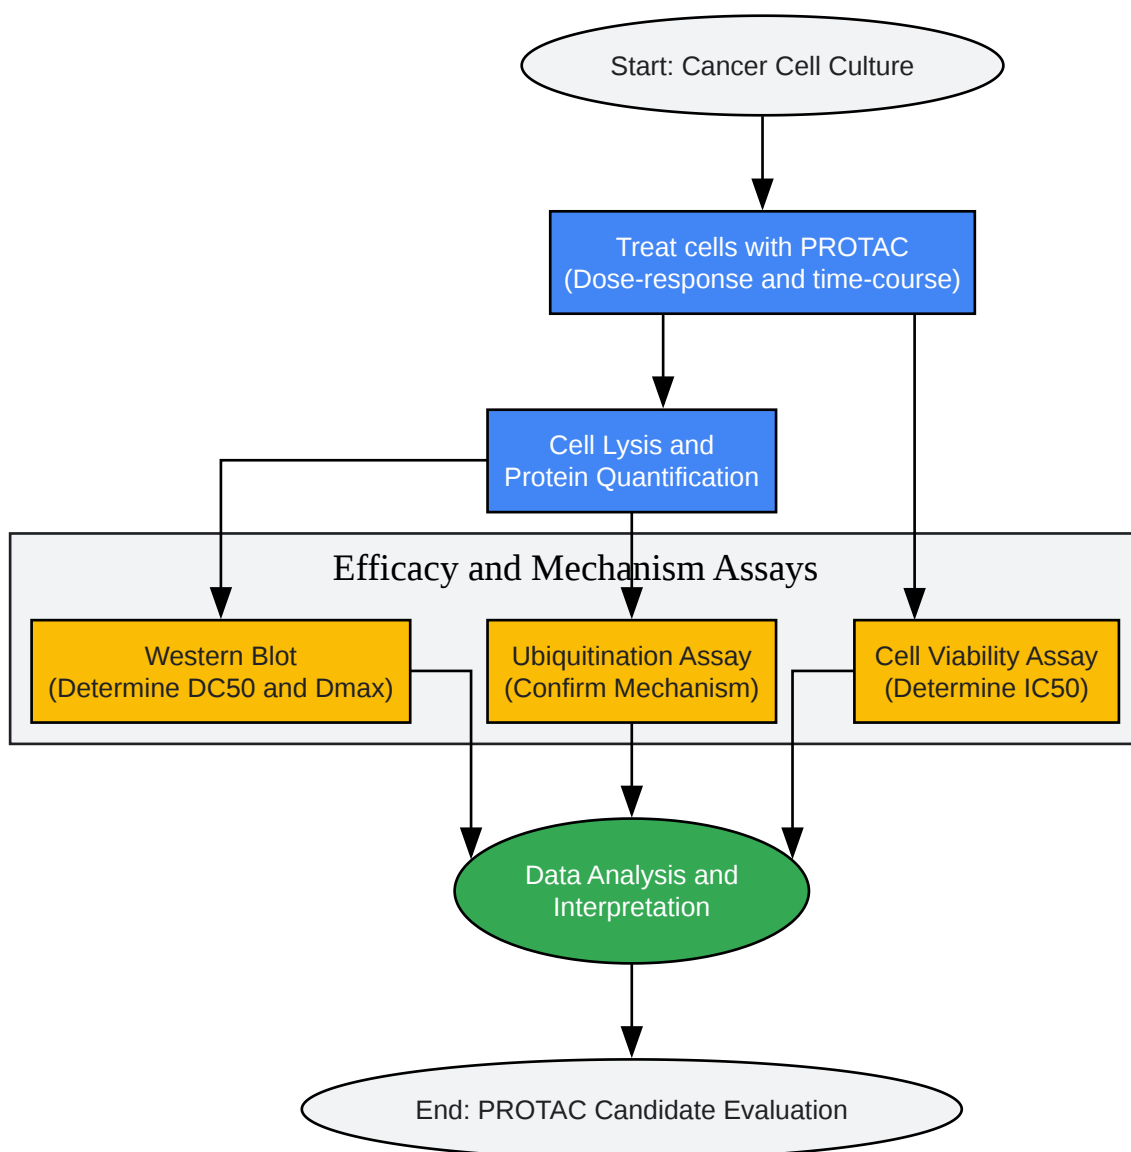 Start: Cancer Cell Culture
Treat cells with PROTAC
(Dose-response and time-course)
Cell Lysis and
Protein Quantification
Efficacy and Mechanism Assays
Western Blot
(Determine DC50 and Dmax)
Ubiquitination Assay
(Confirm Mechanism)
Cell Viability Assay
(Determine IC50)
Data Analysis and
Interpretation
End: PROTAC Candidate Evaluation